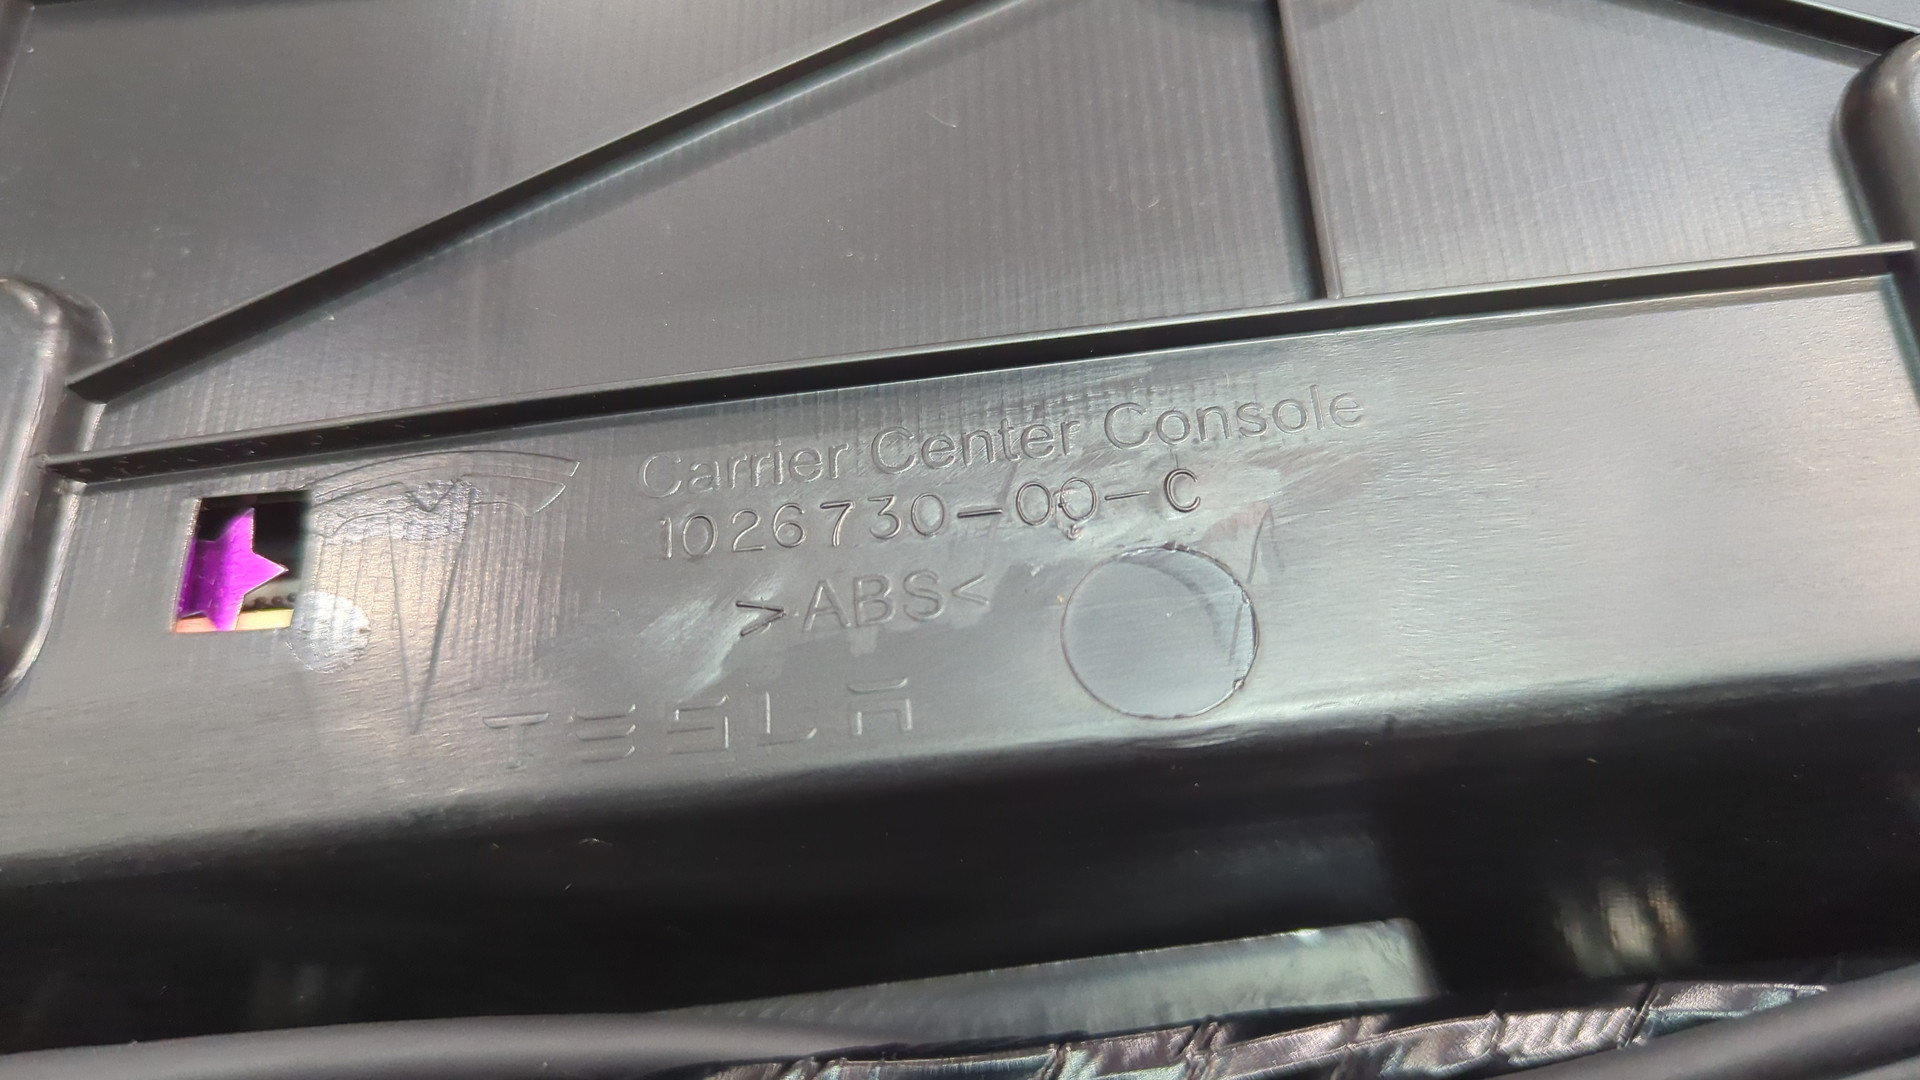 Carrier Center Console
1026730-00-C
>ABS<
TESLA